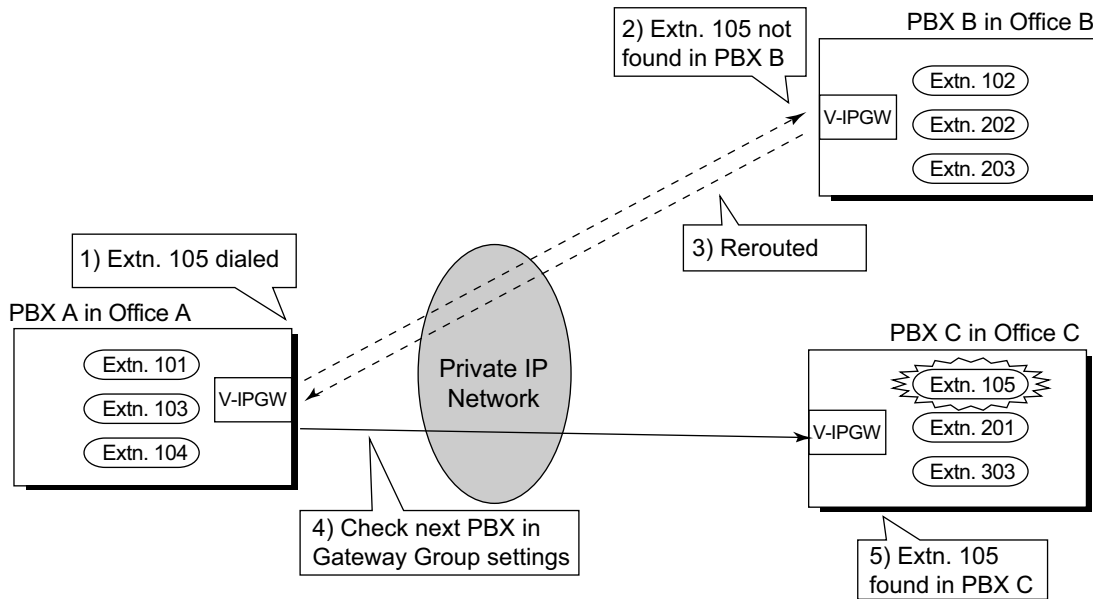 PBX B in Office B
2) Extn. 105 not
found in PBX B
V-IPGW
Extn. 102
Extn. 202
Extn. 203
3) Rerouted
1) Extn. 105 dialed
PBX A in Office A
Extn. 101
Extn. 103
Extn. 104
V-IPGW
Private IP
Network
PBX C in Office C
Extn. 105
V-IPGW
Extn. 201
Extn. 303
4) Check next PBX in
Gateway Group settings
5) Extn. 105
found in PBX C